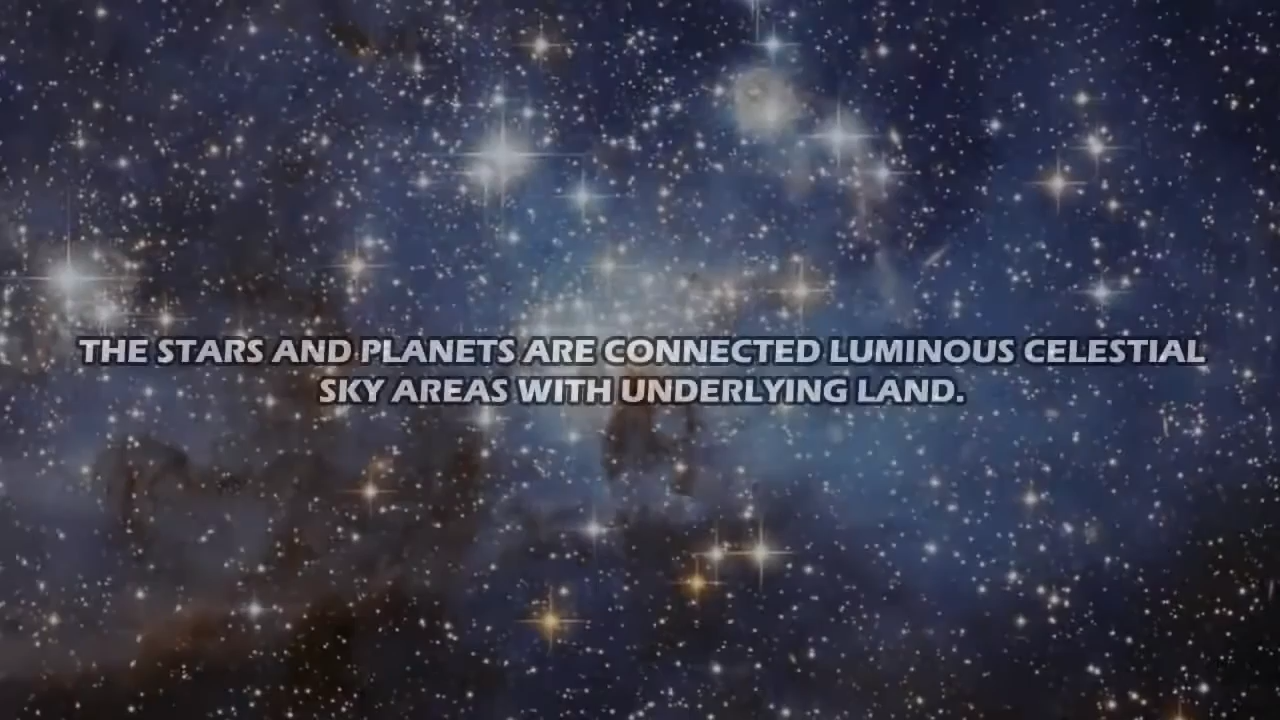 THE STARS AND PLANETS ARE CONNECTED LUMINOUS CELESTIAL
SKY AREAS WITH UNDERLYING LAND.